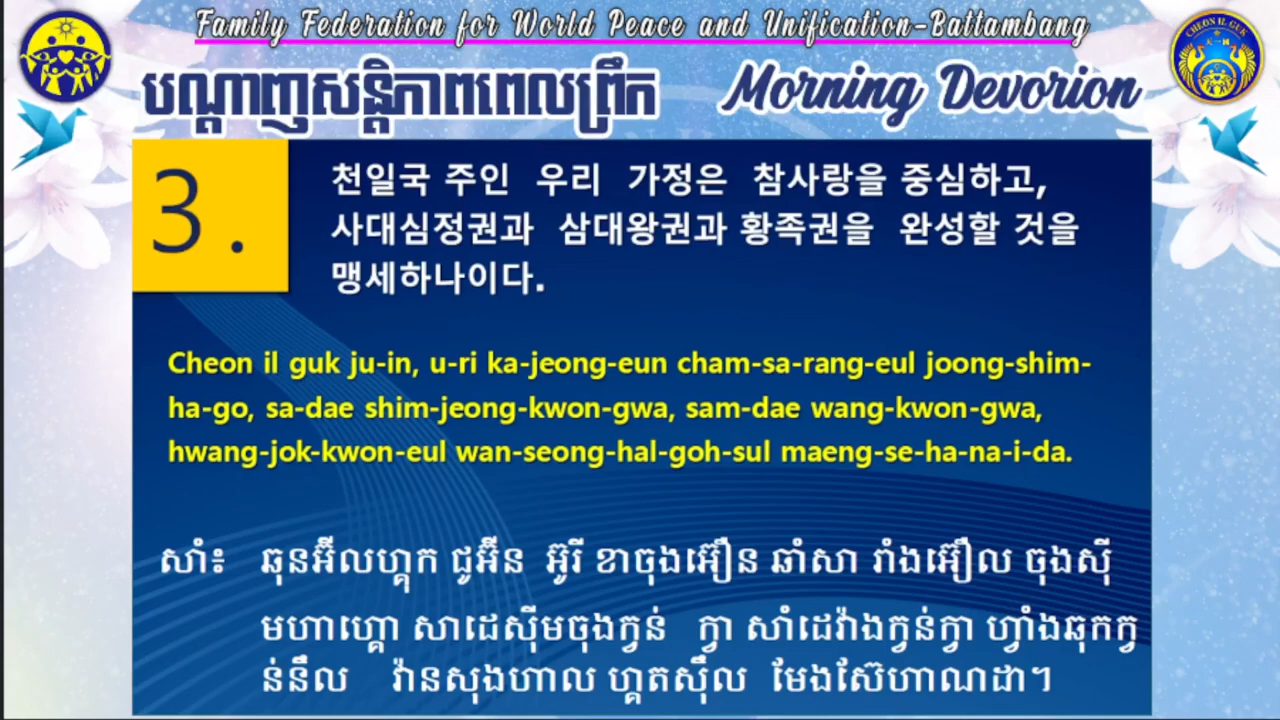 Family Federation for World Peace and Unification-Battambang
បណ្តាញសន្តិភាពពេលព្រឹក
Morning Devorion
CHEON IL GUK
3.
천일국 주인 우리 가정은 참사랑을 중심하고,
사대심정권과 삼대왕권과 황족권을 완성할 것을
맹세하나이다.
Cheon il guk ju-in, u-ri ka-jeong-eun cham-sa-rang-eul joong-shim-
ha-go, sa-dae shim-jeong-kwon-gwa, sam-dae wang-kwon-gwa,
hwang-jok-kwon-eul wan-seong-hal-goh-sul maeng-se-ha-na-i-da.
សាំ៖ ឆុនអ៊ីលហ្គុក ជូអ៊ីន អ៊ូរី ខាចុងអ៊ឿន ឆាំសា រ៉ាំងអ៊ឿល ចុងស៊ី
មហាហ្គោ សាដេស៊ីមចុងក្វន់ ក្វា សាំដេវ៉ាងក្វន់ក្វា ហ្វាំងឆុកក្វ
ន់នឹល វ៉ានសុងហាល ហ្គតស៊ឹល មែងស៊ែហាណដា។